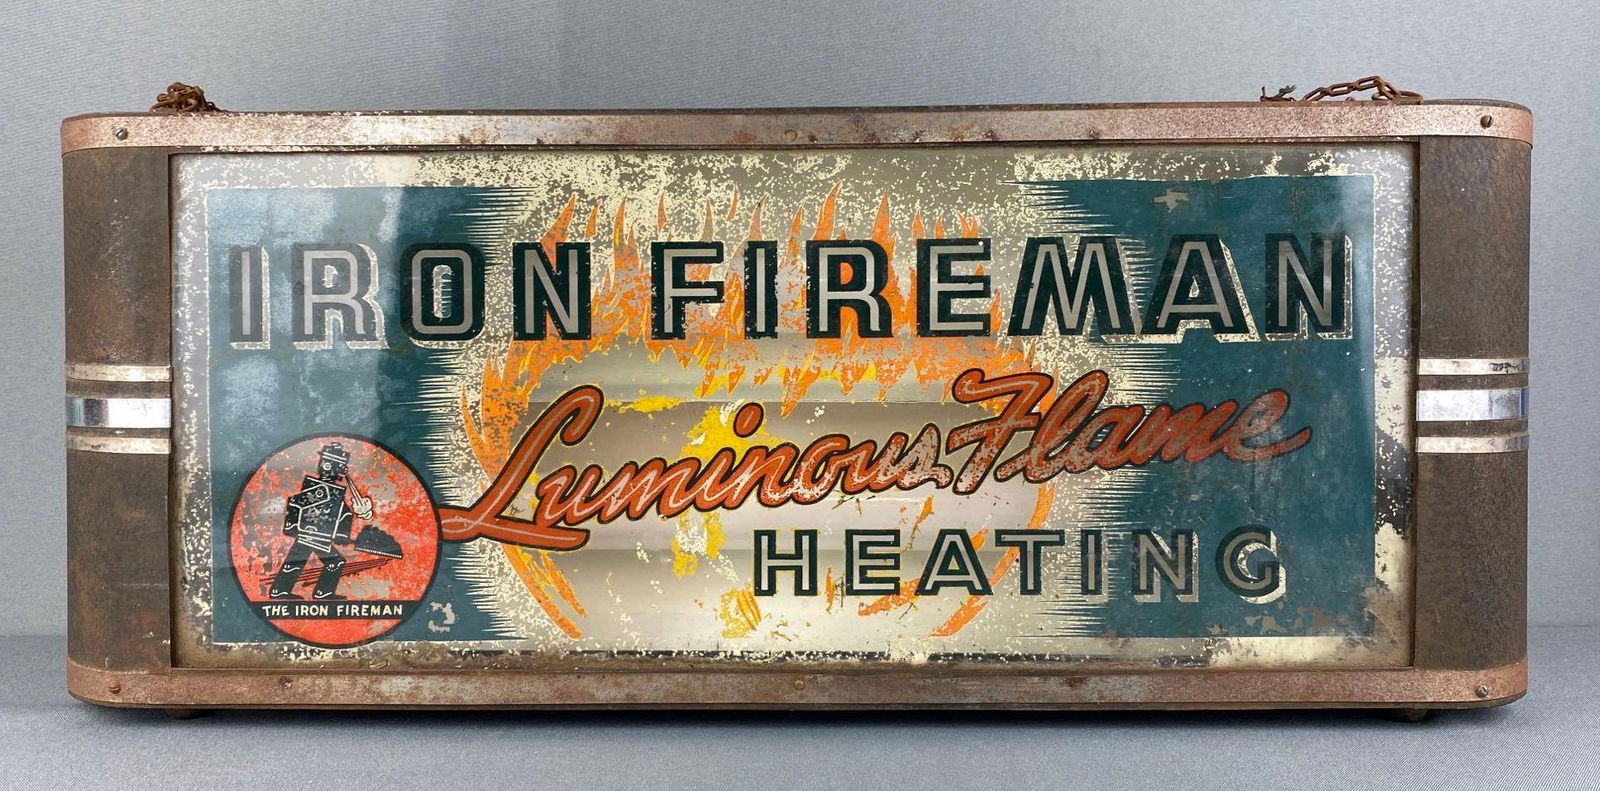 IRON FIREMAN
Luminous Flame
HEATING
THE IRON FIREMAN